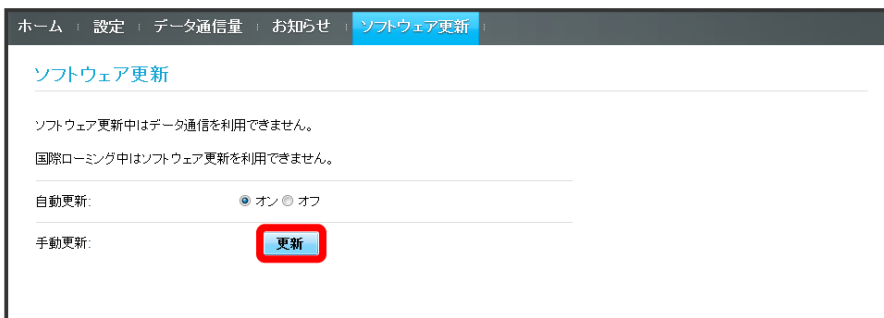 ホーム 設定 データ通信量 お知らせ ソフトウェア更新
ソフトウェア更新
ソフトウェア更新中はデータ通信を利用できません。
国際ローミング中はソフトウェア更新を利用できません。
自動更新: オン オフ
手動更新: 更新